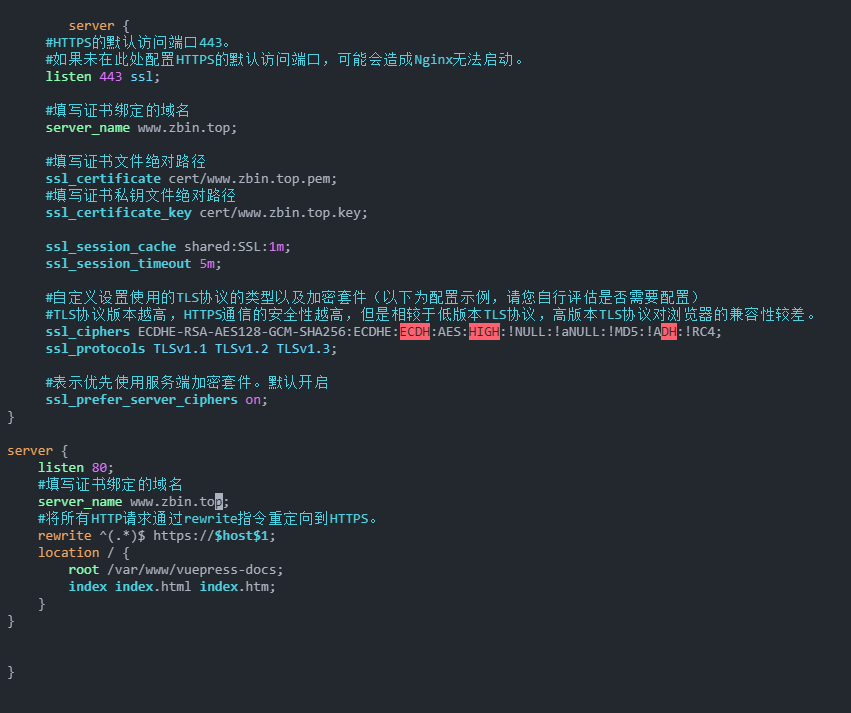 server {
#HTTPS的默认访问端口443。
#如果未在此处配置HTTPS的默认访问端口，可能会造成Nginx无法启动。
listen 443 ssl;
#填写证书绑定的域名
server_name www.zbin.top;
#填写证书文件绝对路径
ssl_certificate cert/www.zbin.top.pem;
#填写证书私钥文件绝对路径
ssl_certificate_key cert/www.zbin.top.key;
ssl_session_cache shared:SSL:1m;
ssl_session_timeout 5m;
#自定义设置使用的TLS协议的类型以及加密套件（以下为配置示例，请您自行评估是否需要配置）
#TLS协议版本越高，HTTPS通信的安全性越高，但是相较于低版本TLS协议，高版本TLS协议对浏览器的兼容性较差。
ssl_ciphers ECDHE-RSA-AES128-GCM-SHA256:ECDHE:ECDH:AES:HIGH:!NULL:!aNULL:!MD5:!ADH:!RC4;
ssl_protocols TLSv1.1 TLSv1.2 TLSv1.3;
#表示优先使用服务端加密套件。默认开启
ssl_prefer_server_ciphers on;
}
server {
listen 80;
#填写证书绑定的域名
server_name www.zbin.top;
#将所有HTTP请求通过rewrite指令重定向到HTTPS。
rewrite ^(.*)$ https://$host$1;
location / {
root /var/www/vuepress-docs;
index index.html index.htm;
}
}
}